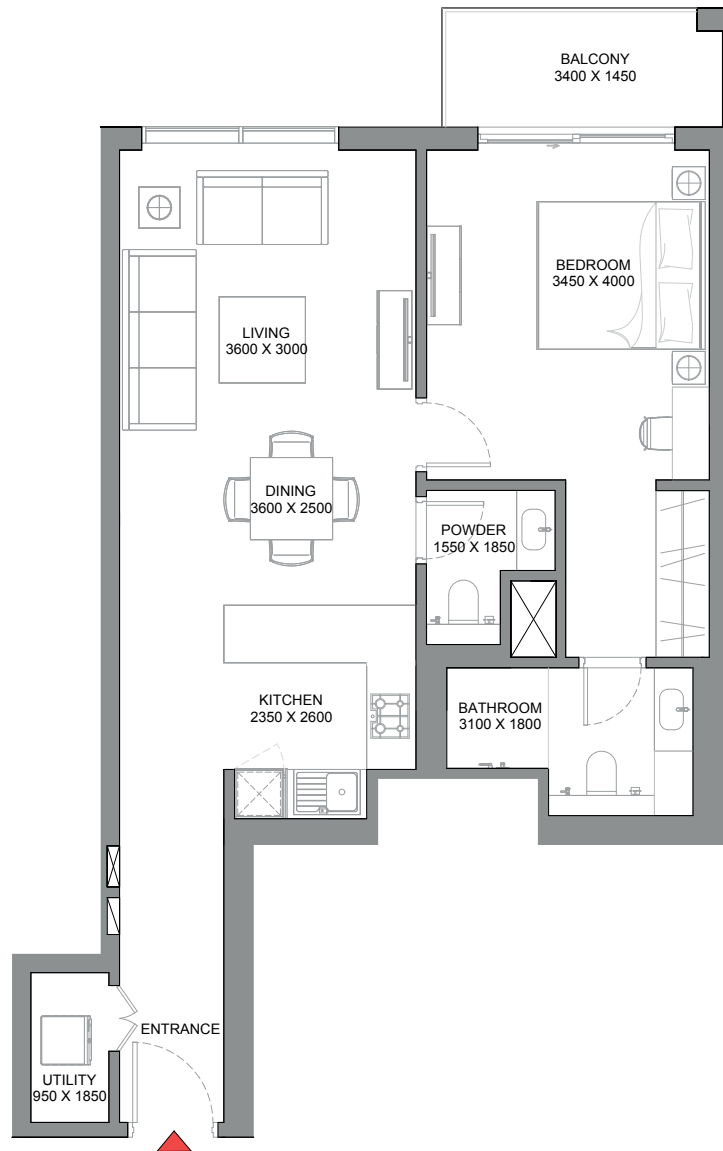 BALCONY
3400 X 1450
BEDROOM
3450 X 4000
LIVING
3600 X 3000
DINING
3600 X 2500
POWDER
1550 X 1850
KITCHEN
2350 X 2600
BATHROOM
3100 X 1800
ENTRANCE
UTILITY
950 X 1850